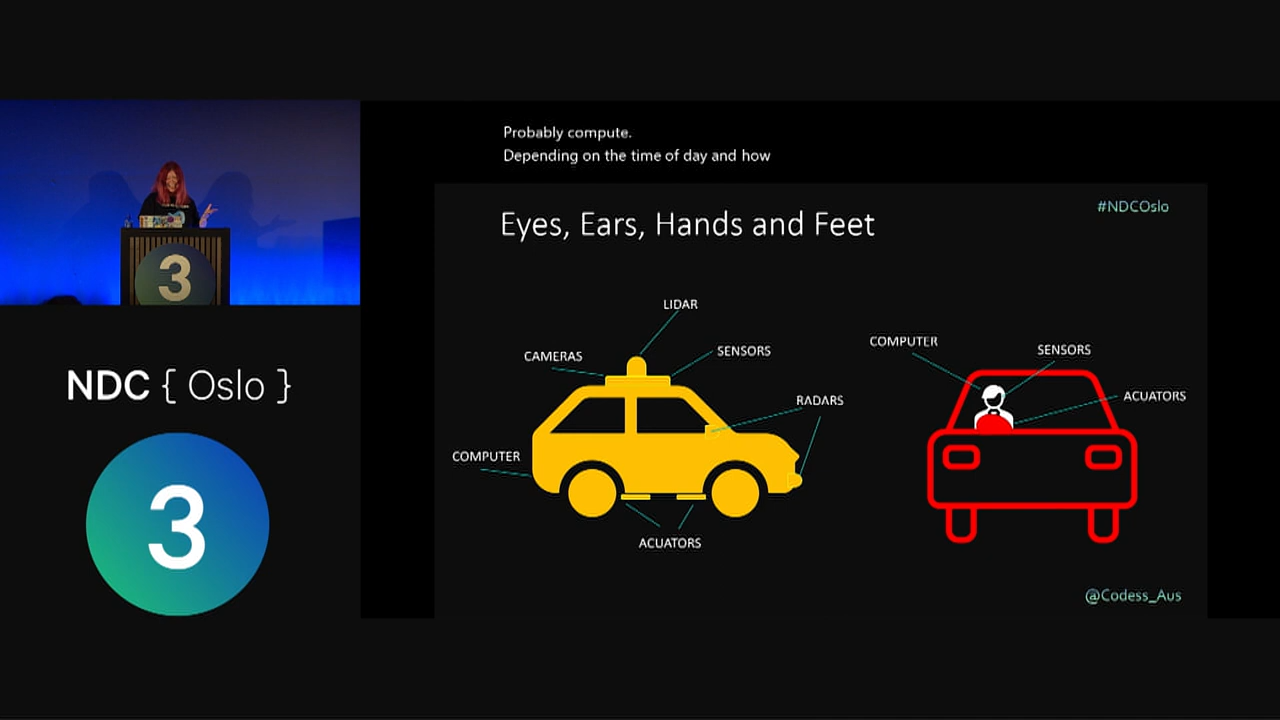 Probably compute.
Depending on the time of day and how
#NDCOslo
Eyes, Ears, Hands and Feet
LIDAR
CAMERAS
SENSORS
RADARS
COMPUTER
ACUATORS
COMPUTER
SENSORS
ACUATORS
@Codess_Aus
3
NDC { Oslo }
3